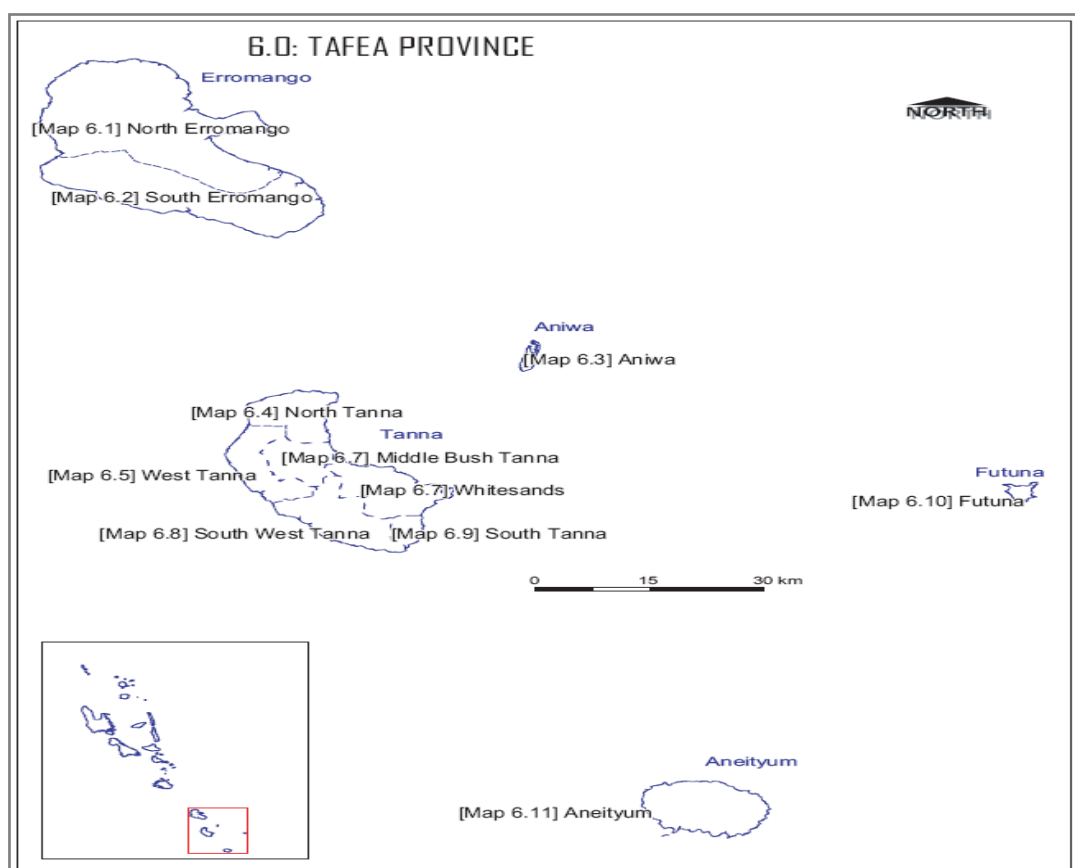 6.0: TAFEA PROVINCE
Erromango
NORTH
[Map 6.1] North Erromango
[Map 6.2] South Erromango
Aniwa
[Map 6.3] Aniwa
[Map 6.4] North Tanna
Tanna
[Map 6.7] Middle Bush Tanna
[Map 6.5] West Tanna
Futuna
[Map 6.7] Whitesands
[Map 6.10] Futuna
[Map 6.8] South West Tanna
[Map 6.9] South Tanna
0 15 30 km
Aneityum
[Map 6.11] Aneityum